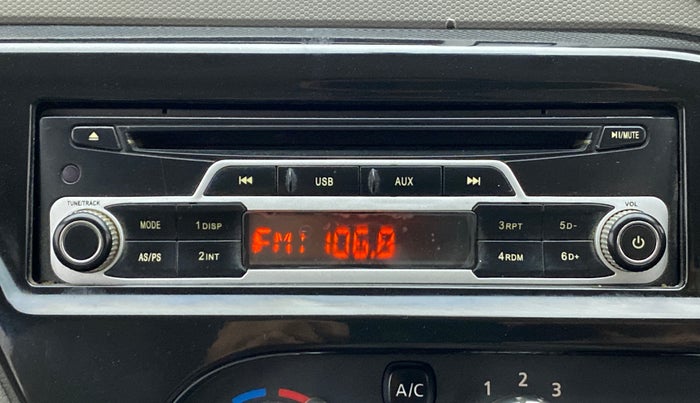 ▶II/MUTE
USB AUX
TUNE/TRACK VOL
MODE 1 DISP FM1 106.0 3 RPT 5 D-
AS/PS 2 INT 4 RDM 6 D+
A/C 1 2 3